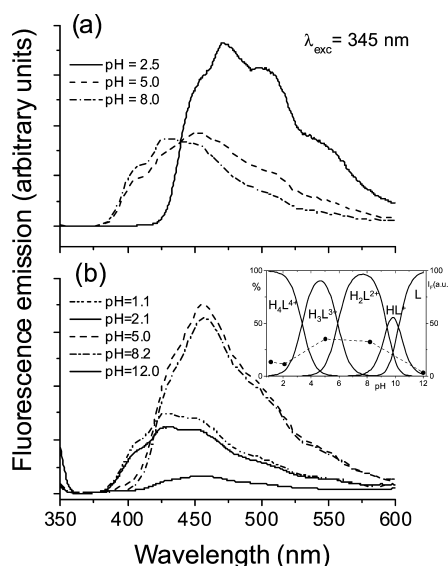 (a)
λexc= 345 nm
pH = 2.5
pH = 5.0
pH = 8.0
Fluorescence emission (arbitrary units)
(b)
pH=1.1
pH=2.1
pH=5.0
pH=8.2
pH=12.0
100
%
50
0
H4L4+
H3L3+
H2L2+
HL+
L
100
IF(a.u.)
50
0
2 4 6 8 10 12
pH
350 400 450 500 550 600
Wavelength (nm)